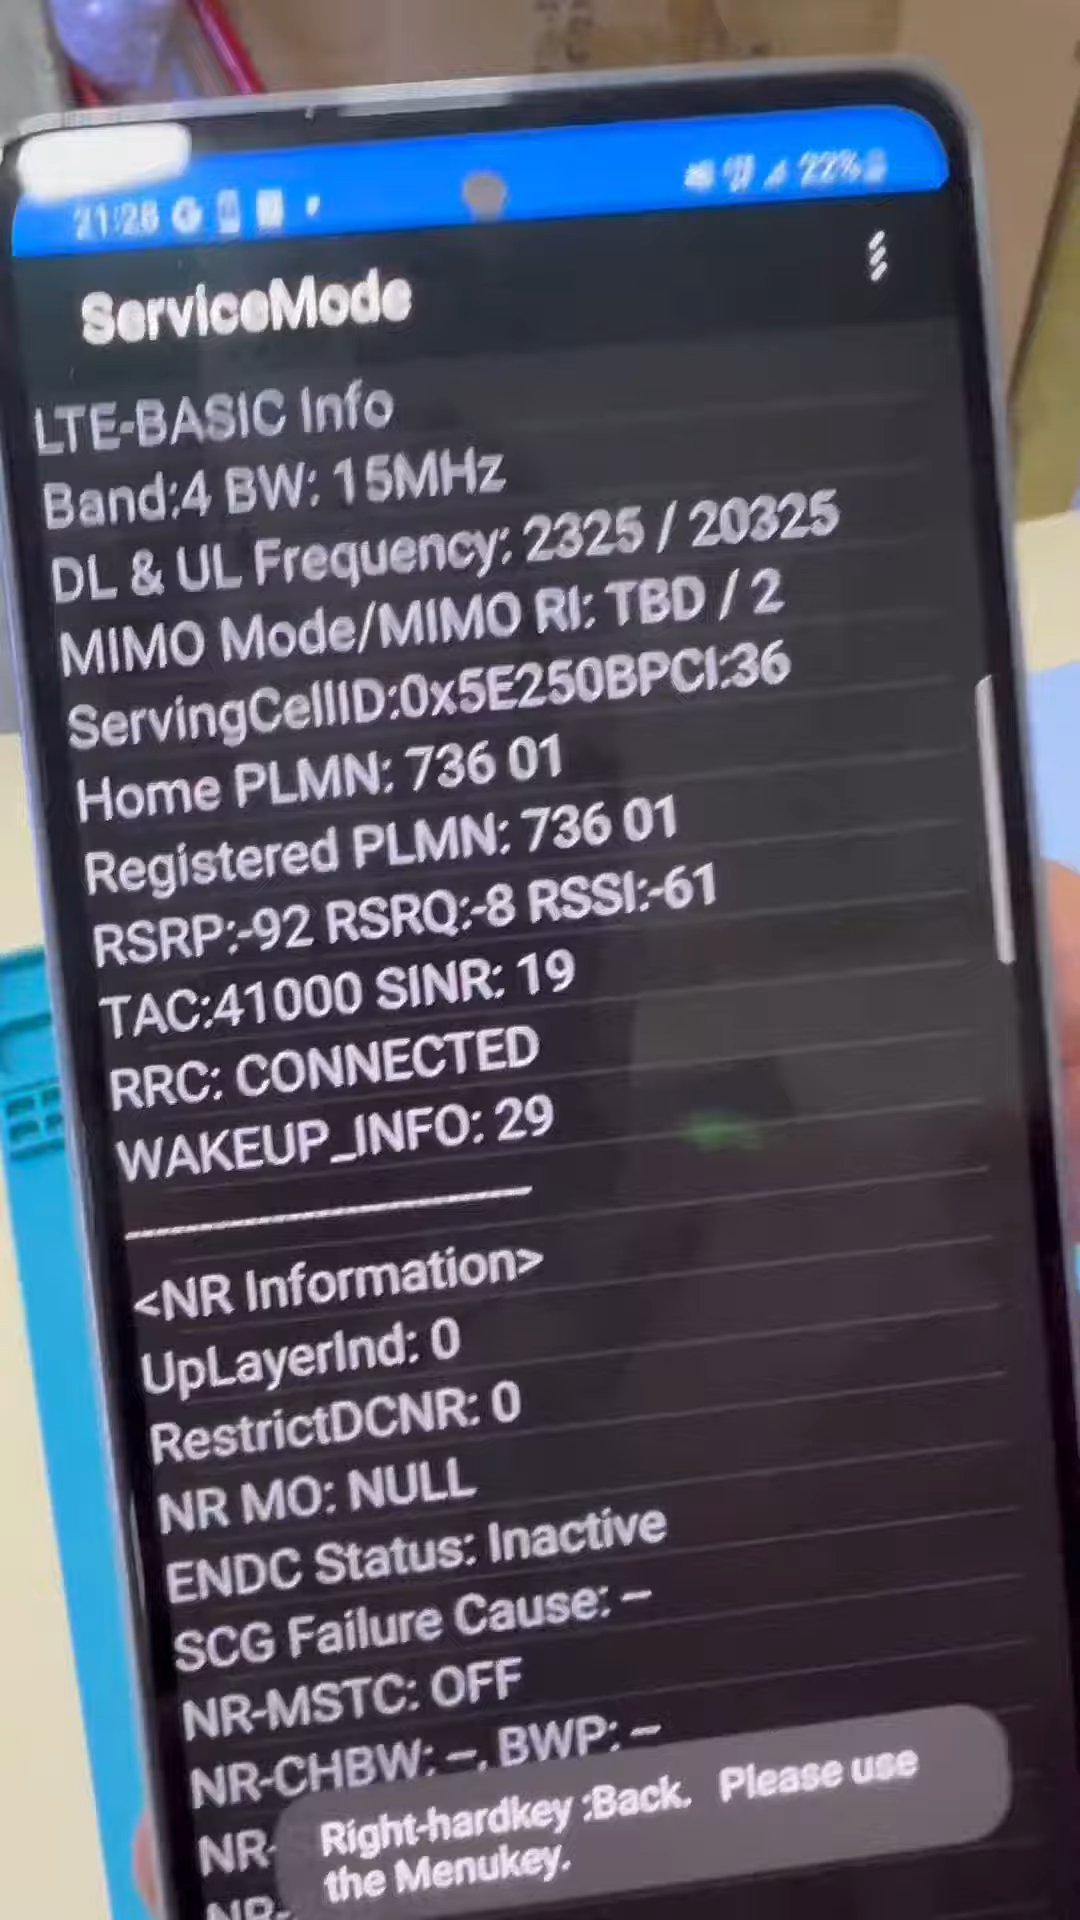 21:28 G 22%
ServiceMode
LTE-BASIC Info
Band:4 BW: 15MHz
DL & UL Frequency: 2325 / 20325
MIMO Mode/MIMO RI: TBD / 2
ServingCellID:0x5E250BPCI:36
Home PLMN: 736 01
Registered PLMN: 736 01
RSRP:-92 RSRQ:-8 RSSI:-61
TAC:41000 SINR: 19
RRC: CONNECTED
WAKEUP_INFO: 29
<NR Information>
UpLayerInd: 0
RestrictDCNR: 0
NR MO: NULL
ENDC Status: Inactive
SCG Failure Cause: --
NR-MSTC: OFF
NR-CHBW: --, BWP: --
NR-
Right-hardkey :Back. Please use
the Menukey.
NR-